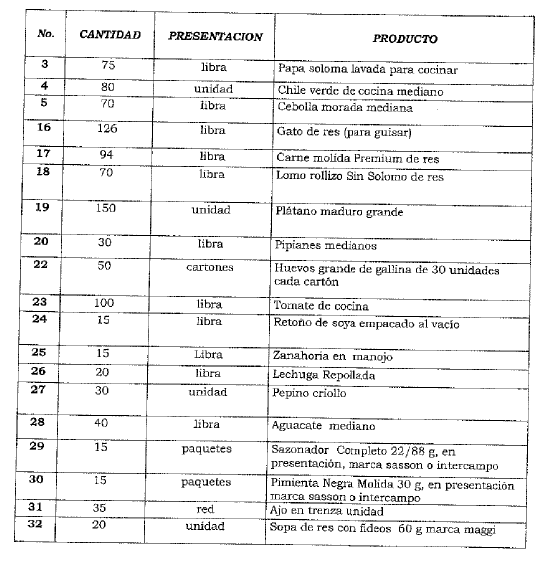 No. CANTIDAD PRESENTACION PRODUCTO
3 75 libra Papa soloma lavada para cocinar
4 80 unidad Chile verde de cocina mediano
5 70 libra Cebolla morada mediana
16 126 libra Gato de res (para guisar)
17 94 libra Carne molida Premium de res
18 70 libra Lomo rollizo Sin Solomo de res
19 150 unidad Plátano maduro grande
20 30 libra Pipianes medianos
22 50 cartones Huevos grande de gallina de 30 unidades
cada cartón
23 100 libra Tomate de cocina
24 15 libra Retoño de soya empacado al vacío
25 15 Libra Zanahoria en manojo
26 20 libra Lechuga Repollada
27 30 unidad Pepino criollo
28 40 libra Aguacate mediano
29 15 paquetes Sazonador Completo 22/88 g, en
presentación, marca sasson o intercampo
30 15 paquetes Pimienta Negra Molida 30 g, en presentación
marca sasson o intercampo
31 35 red Ajo en trenza unidad
32 20 unidad Sopa de res con fideos 60 g marca maggi